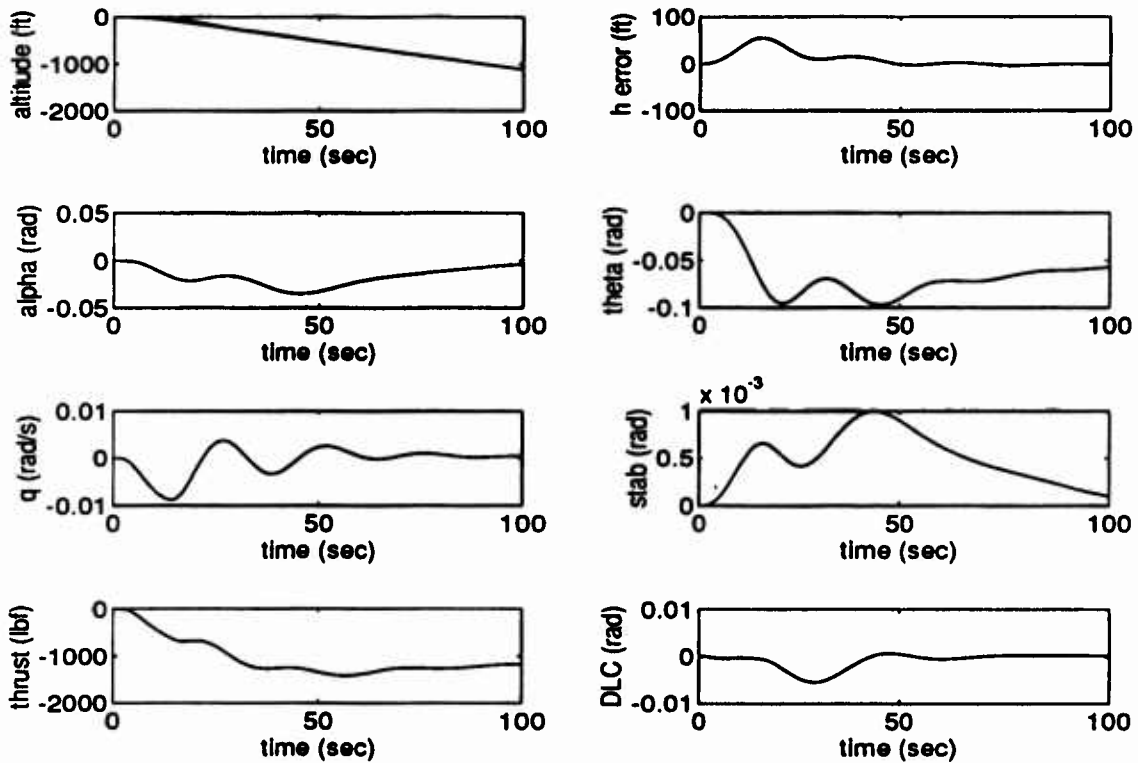 altitude (ft)
0
-1000
-2000
0
50
100
time (sec)
h error (ft)
100
0
-100
0
50
100
time (sec)
alpha (rad)
0.05
0
-0.05
0
50
100
time (sec)
theta (rad)
0
-0.05
-0.1
0
50
100
time (sec)
q (rad/s)
0.01
0
-0.01
0
50
100
time (sec)
x 10-3
stab (rad)
1
0.5
0
0
50
100
time (sec)
thrust (lbf)
0
-1000
-2000
0
50
100
time (sec)
DLC (rad)
0.01
0
-0.01
0
50
100
time (sec)